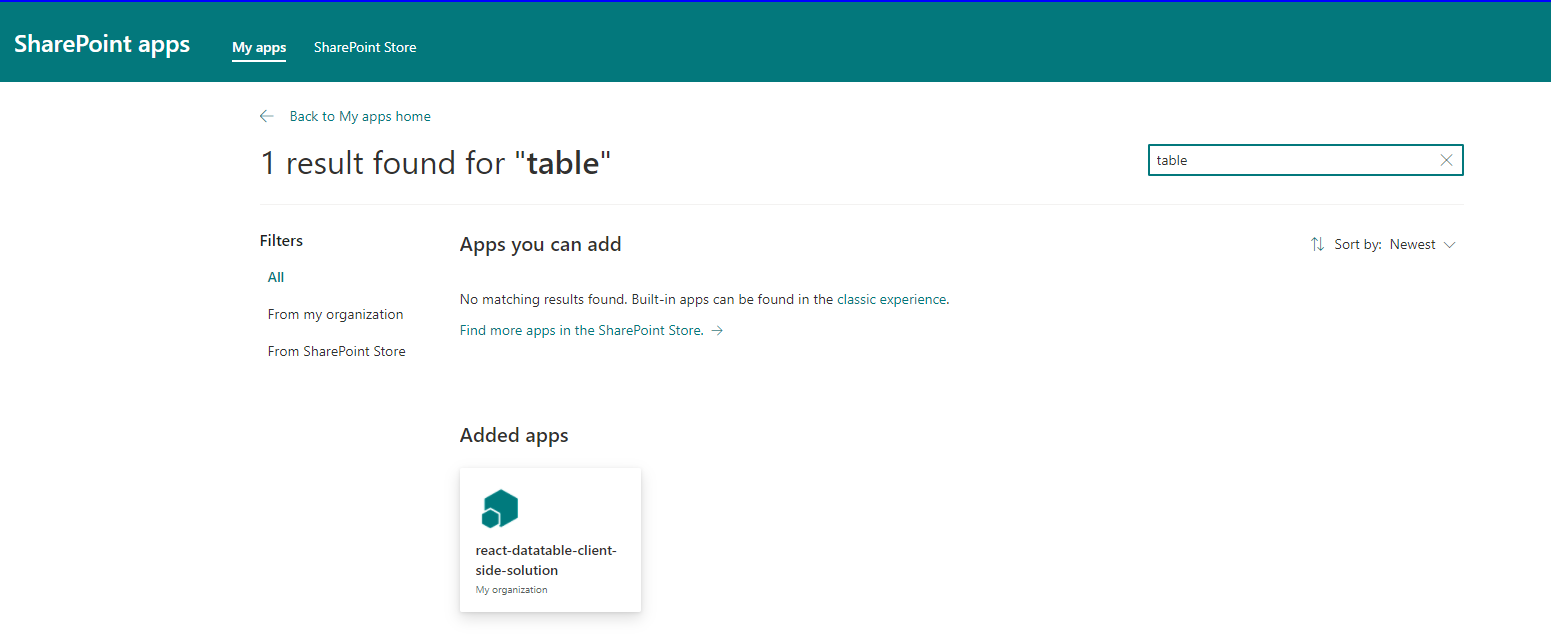 SharePoint apps
My apps
SharePoint Store
Back to My apps home
1 result found for "table"
table
Filters
All
From my organization
From SharePoint Store
Apps you can add
Sort by: Newest
No matching results found. Built-in apps can be found in the classic experience.
Find more apps in the SharePoint Store.
Added apps
react-datatable-client-
side-solution
My organization